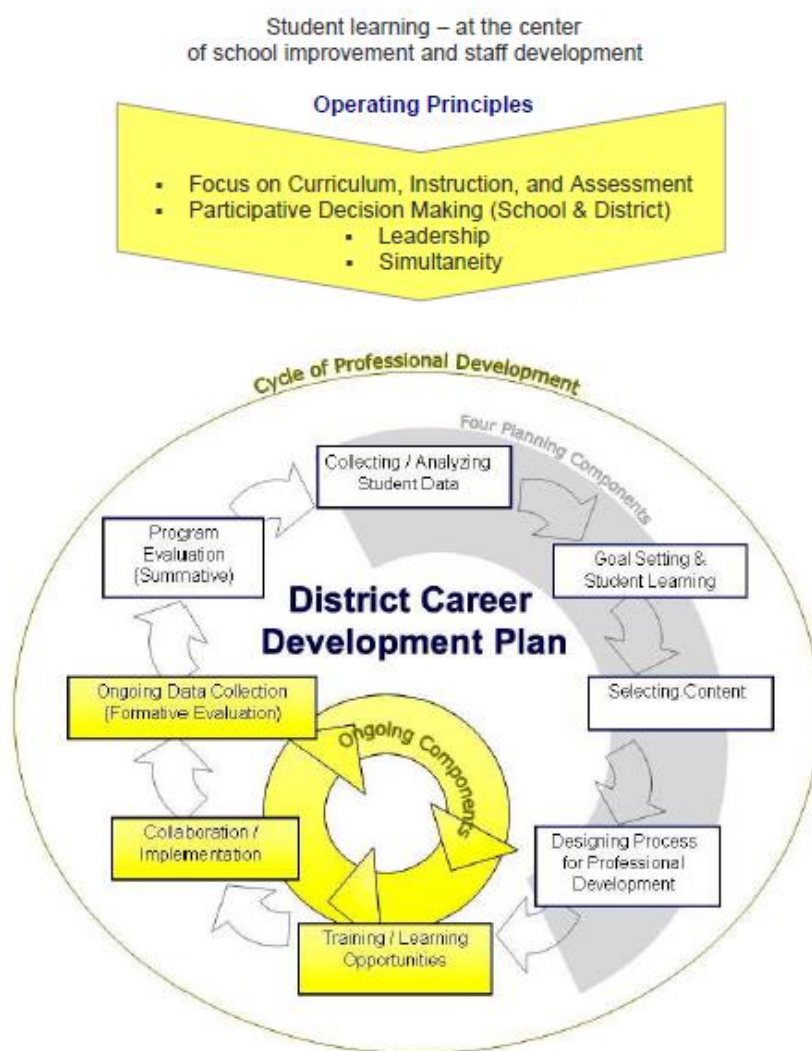 Student learning – at the center
of school improvement and staff development
Operating Principles
▪ Focus on Curriculum, Instruction, and Assessment
▪ Participative Decision Making (School & District)
▪ Leadership
▪ Simultaneity
Cycle of Professional Development
Four Planning Components
Collecting / Analyzing
Student Data
Goal Setting &
Student Learning
Selecting Content
Designing Process
for Professional
Development
Training / Learning
Opportunities
Collaboration /
Implementation
Ongoing Data Collection
(Formative Evaluation)
Program
Evaluation
(Summative)
District Career
Development Plan
Ongoing Components